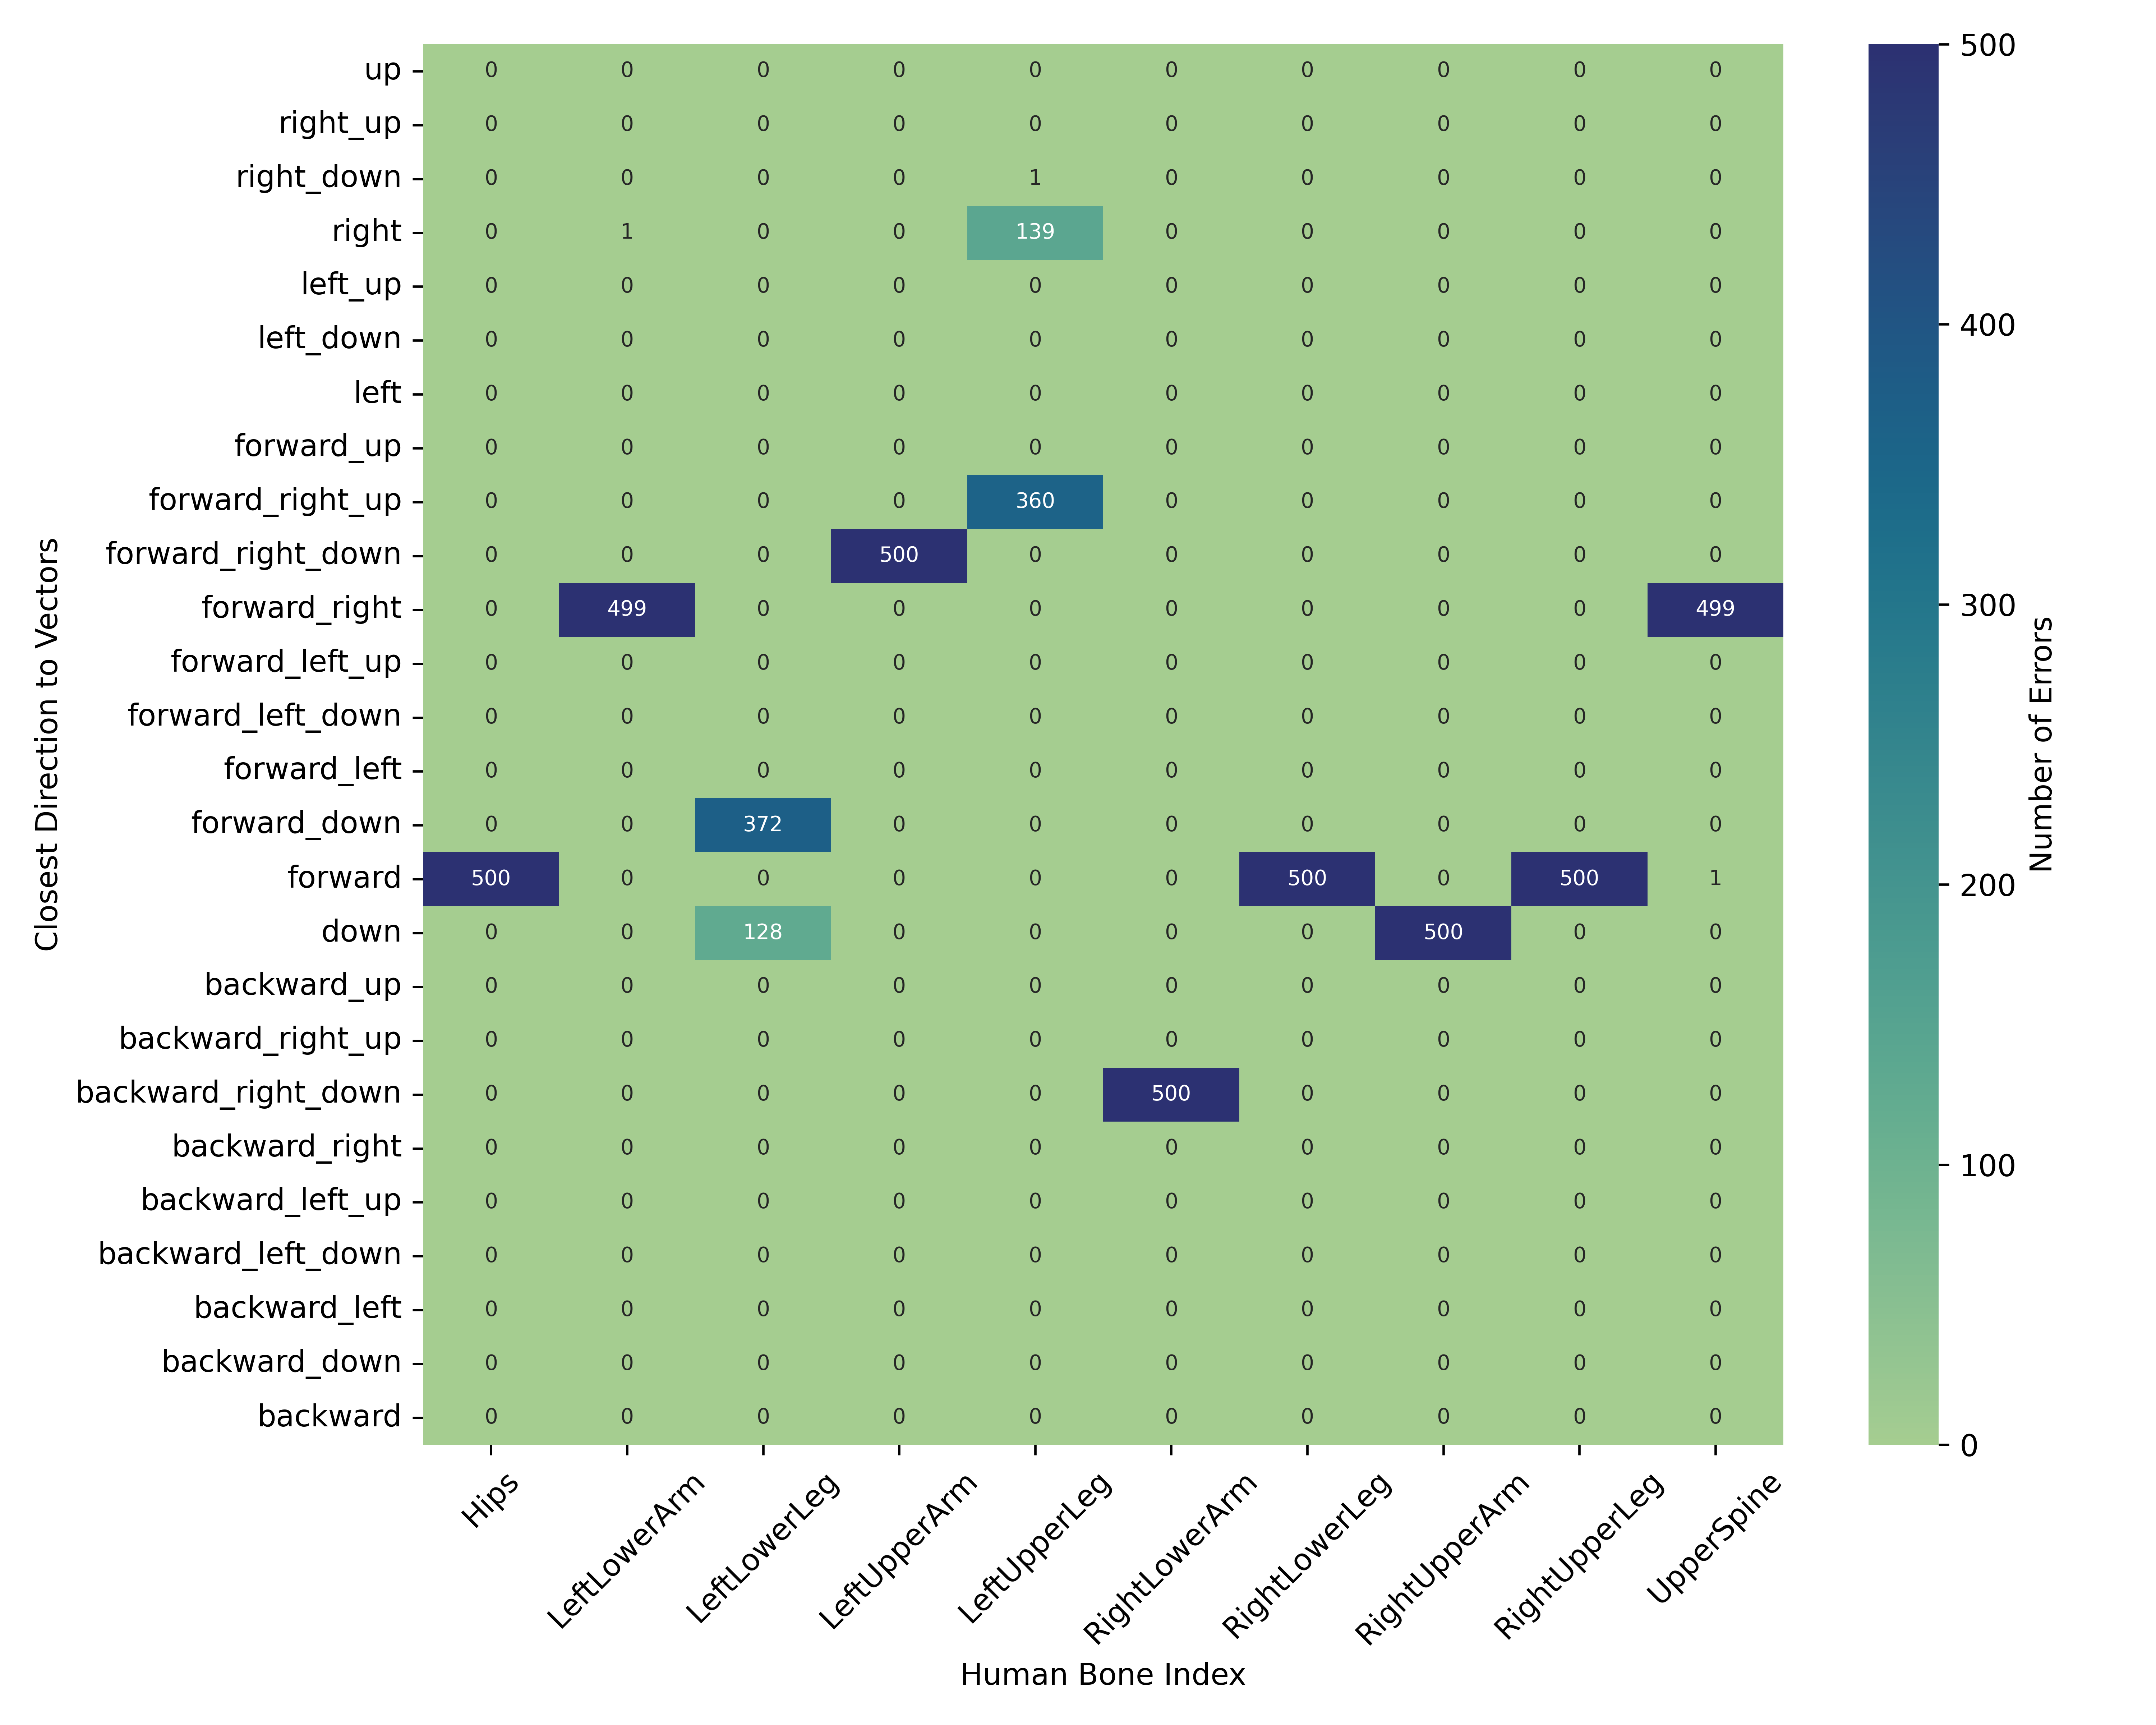 up 0 0 0 0 0 0 0 0 0 0
right_up 0 0 0 0 0 0 0 0 0 0
right_down 0 0 0 0 1 0 0 0 0 0
right 0 1 0 0 139 0 0 0 0 0
left_up 0 0 0 0 0 0 0 0 0 0
left_down 0 0 0 0 0 0 0 0 0 0
left 0 0 0 0 0 0 0 0 0 0
forward_up 0 0 0 0 0 0 0 0 0 0
forward_right_up 0 0 0 0 360 0 0 0 0 0
forward_right_down 0 0 0 500 0 0 0 0 0 0
forward_right 0 499 0 0 0 0 0 0 0 499
forward_left_up 0 0 0 0 0 0 0 0 0 0
forward_left_down 0 0 0 0 0 0 0 0 0 0
forward_left 0 0 0 0 0 0 0 0 0 0
forward_down 0 0 372 0 0 0 0 0 0 0
forward 500 0 0 0 0 0 500 0 500 1
down 0 0 128 0 0 0 0 500 0 0
backward_up 0 0 0 0 0 0 0 0 0 0
backward_right_up 0 0 0 0 0 0 0 0 0 0
backward_right_down 0 0 0 0 0 500 0 0 0 0
backward_right 0 0 0 0 0 0 0 0 0 0
backward_left_up 0 0 0 0 0 0 0 0 0 0
backward_left_down 0 0 0 0 0 0 0 0 0 0
backward_left 0 0 0 0 0 0 0 0 0 0
backward_down 0 0 0 0 0 0 0 0 0 0
backward 0 0 0 0 0 0 0 0 0 0
Hips LeftLowerArm LeftLowerLeg LeftUpperArm LeftUpperLeg RightLowerArm RightLowerLeg RightUpperArm RightUpperLeg UpperSpine
Human Bone Index
Closest Direction to Vectors
500
400
300
200
100
0
Number of Errors